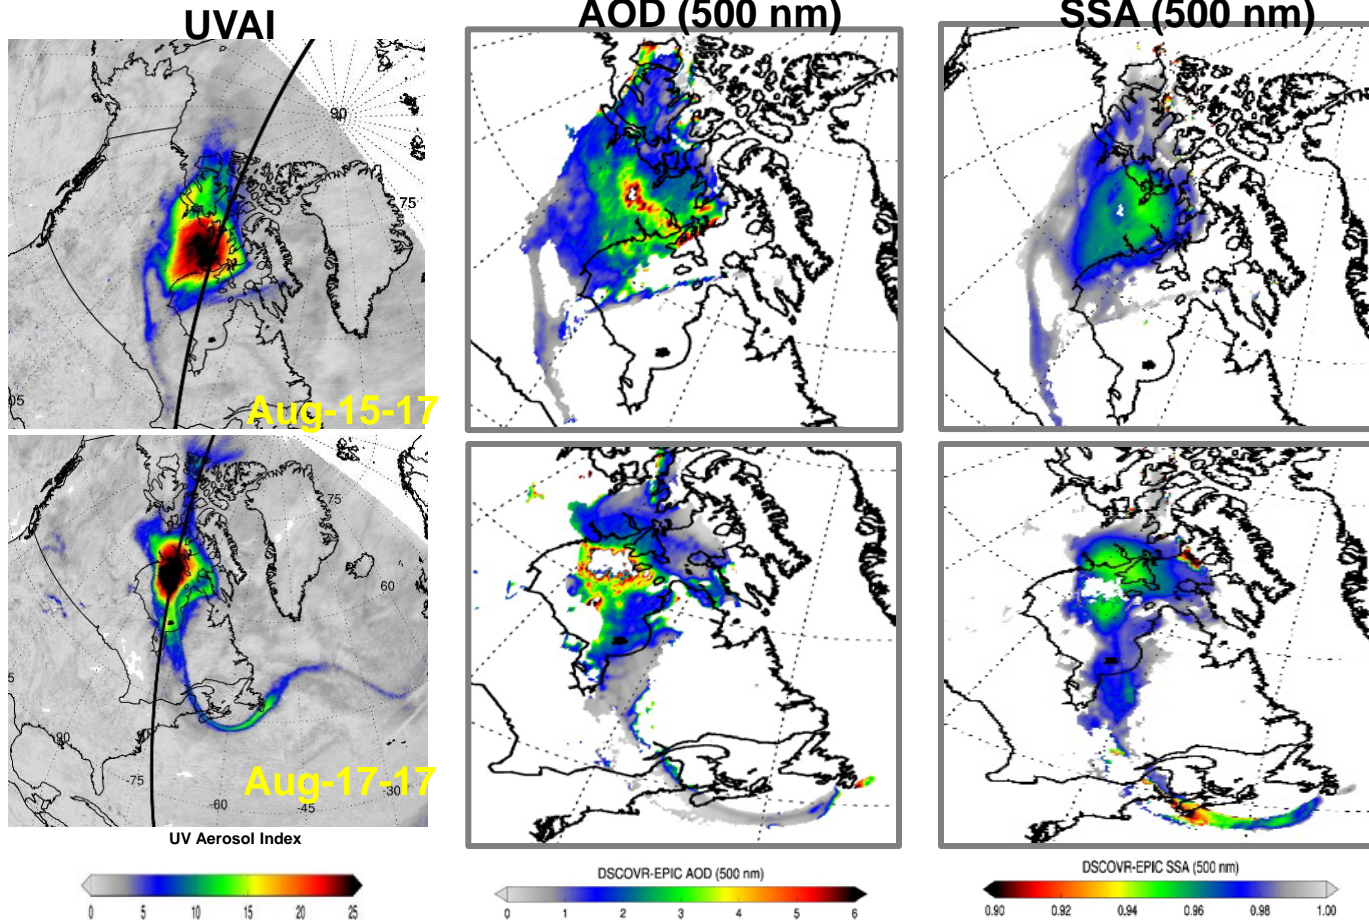 UVAI AOD (500 nm) SSA (500 nm)
90
75
05
Aug-15-17
75
60
5
90
-75
-60
-45
-30
Aug-17-17
UV Aerosol Index
0 5 10 15 20 25
DSCOVR-EPIC AOD (500 nm)
0 1 2 3 4 5 6
DSCOVR-EPIC SSA (500 nm)
0.90 0.92 0.94 0.96 0.98 1.00